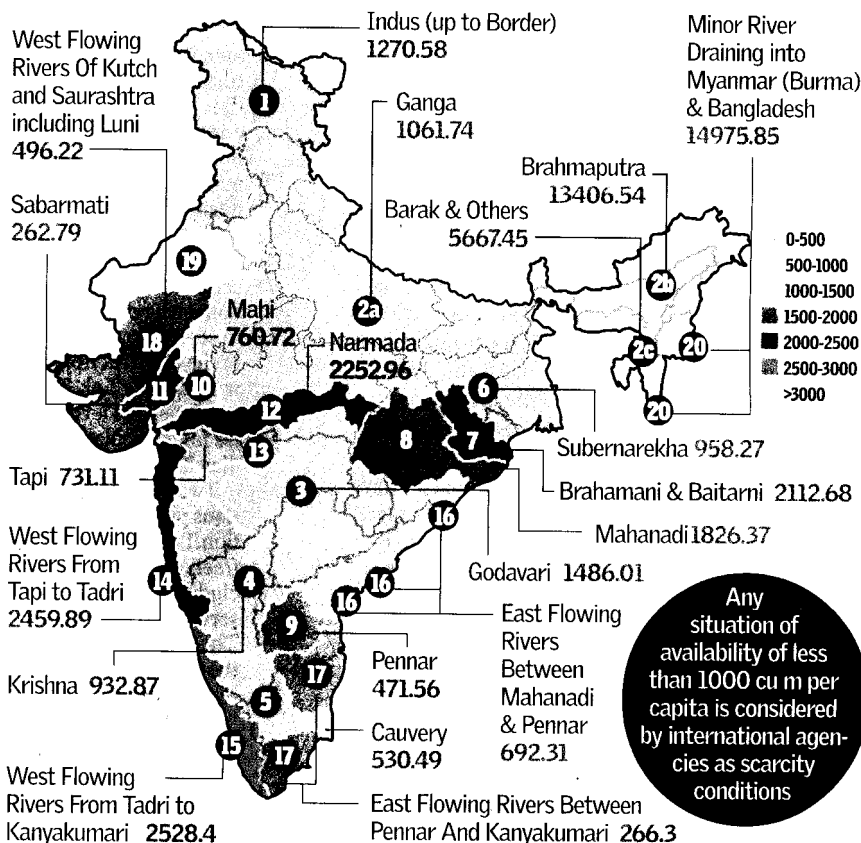 West Flowing
Rivers Of Kutch
and Saurashtra
including Luni
496.22
Indus (up to Border)
1270.58
Minor River
Draining into
Myanmar (Burma)
& Bangladesh
14975.85
Ganga
1061.74
Brahmaputra
13406.54
Barak & Others
5667.45
Sabarmati
262.79
0-500
500-1000
1000-1500
1500-2000
2000-2500
2500-3000
>3000
1
19
2a
2b
2c
20
20
18
Mahi
760.72
Narmada
2252.96
11
10
12
13
6
8
7
Subernarekha 958.27
Tapi 731.11
3
Brahamani & Baitarni 2112.68
16
Mahanadi 1826.37
West Flowing
Rivers From
Tapi to Tadri
2459.89
14
4
16
16
Godavari 1486.01
9
East Flowing
Rivers
Between
Mahanadi
& Pennar
692.31
Krishna 932.87
Pennar
471.56
17
5
Cauvery
530.49
15
17
West Flowing
Rivers From Tadri to
Kanyakumari 2528.4
East Flowing Rivers Between
Pennar And Kanyakumari 266.3
Any
situation of
availability of less
than 1000 cu m per
capita is considered
by international agen-
cies as scarcity
conditions